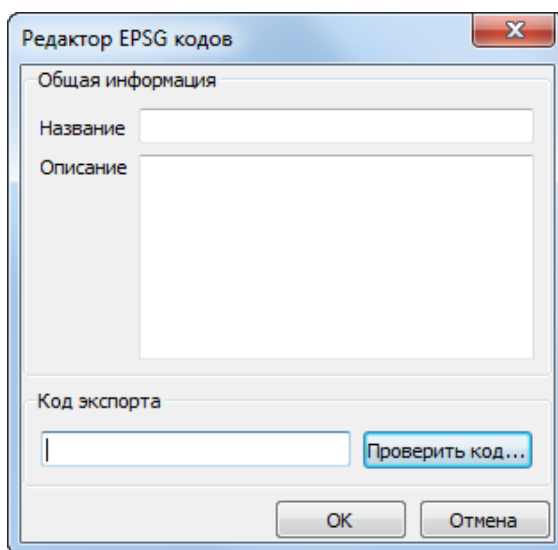 Редактор EPSG кодов
Общая информация
Название
Описание
Код экспорта
Проверить код...
OK
Отмена